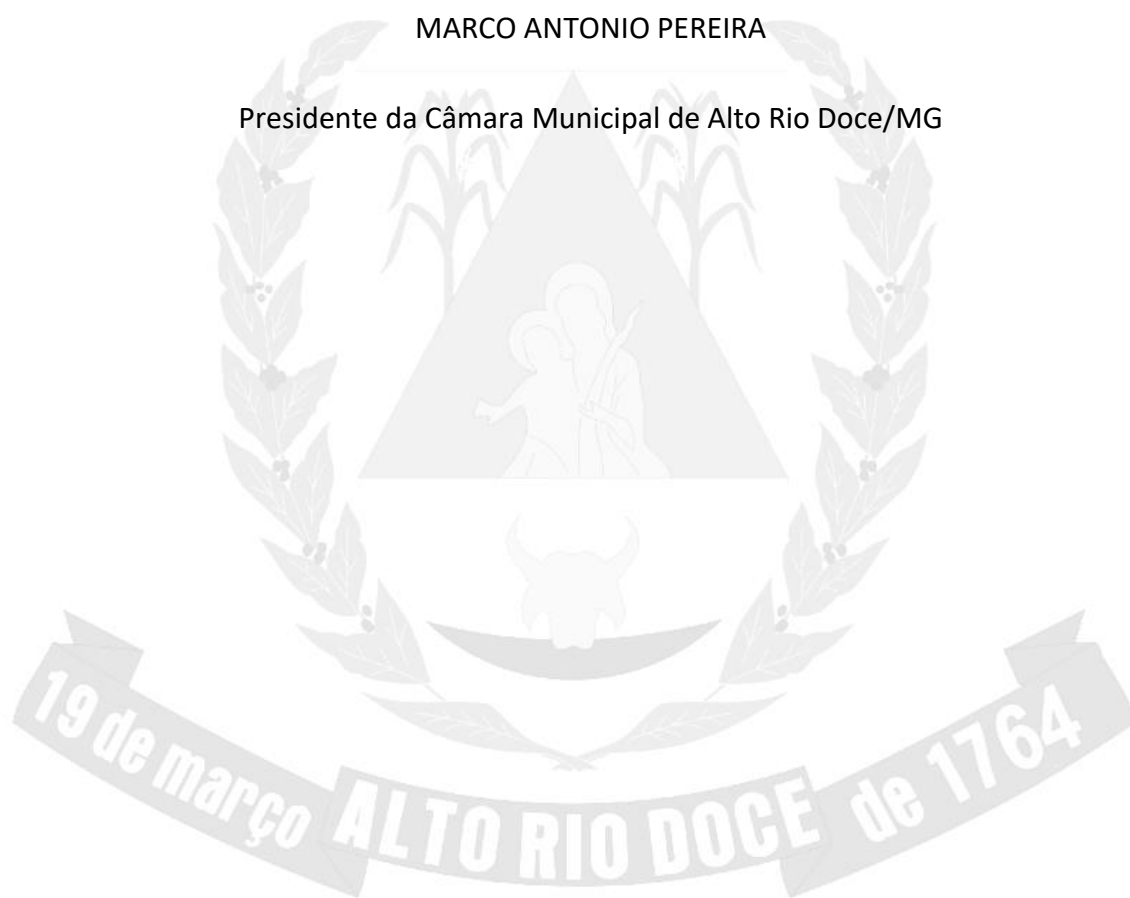 MARCO ANTONIO PEREIRA
Presidente da Câmara Municipal de Alto Rio Doce/MG
19 de março ALTO RIO DOCE de 1764